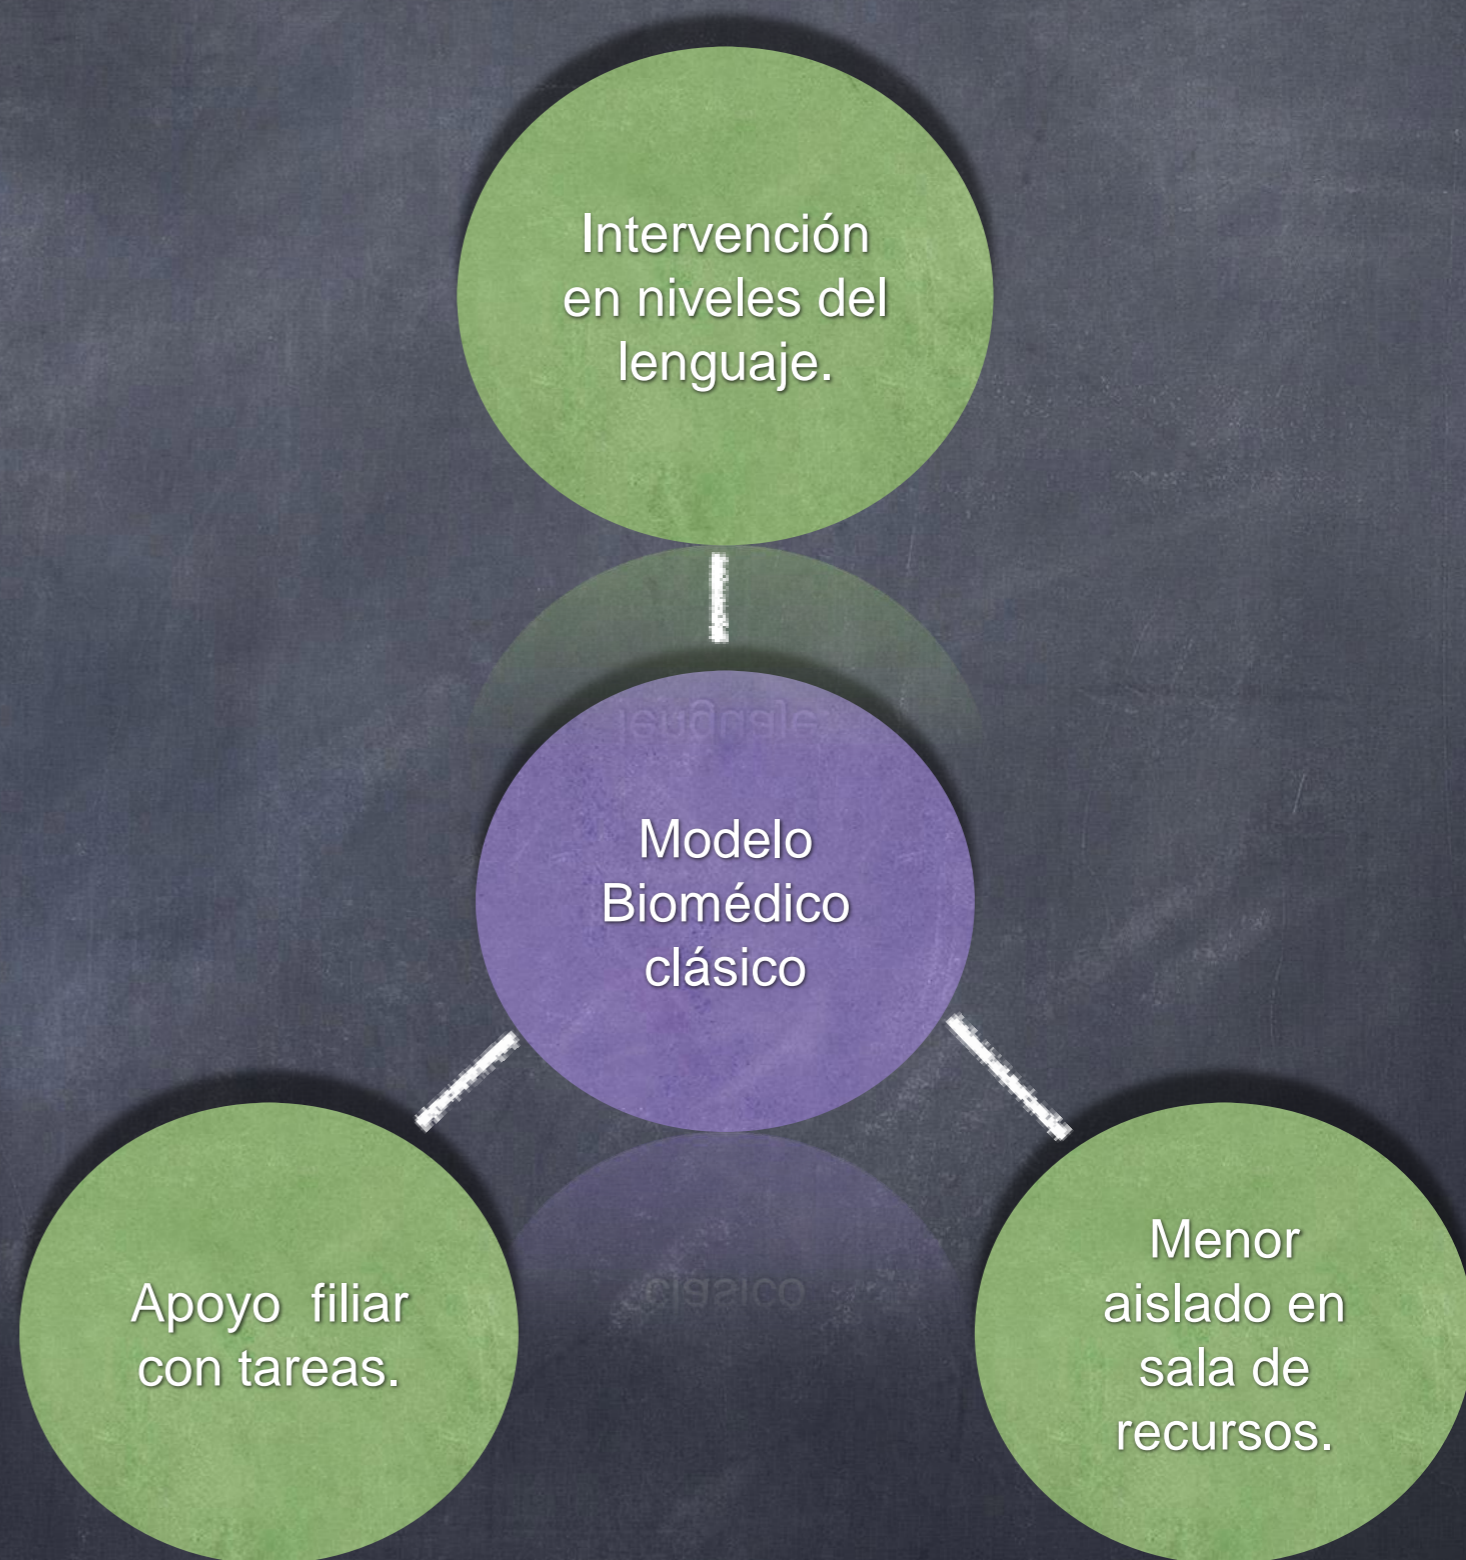 Intervención
en niveles del
lenguaje.
Modelo
Biomédico
clásico
Apoyo  filiar
con tareas.
Menor
aislado en
sala de
recursos.